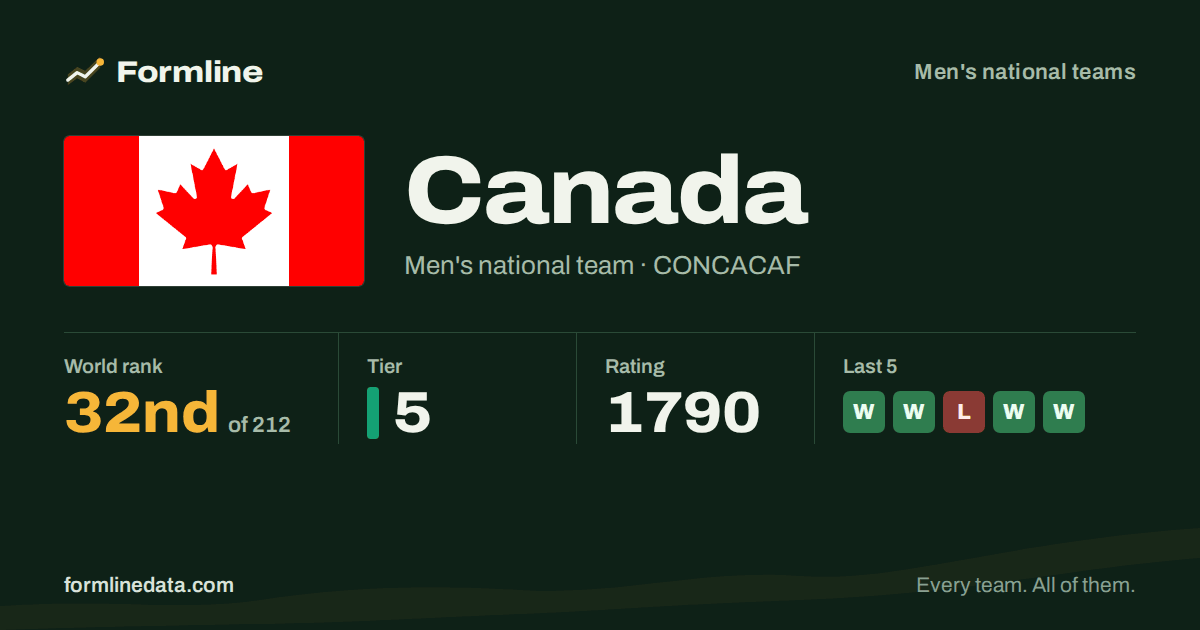 Formline
Men's national teams
Canada
Men's national team · CONCACAF
World rank
32nd of 212
Tier
5
Rating
1790
Last 5
W W L W W
formlinedata.com
Every team. All of them.